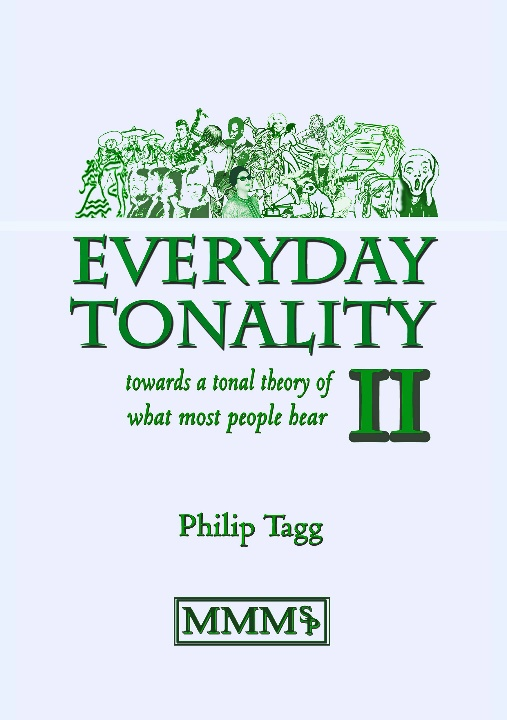 EVERYDAY
TONALITY
towards a tonal theory of
what most people hear
II
Philip Tagg
MMMSP